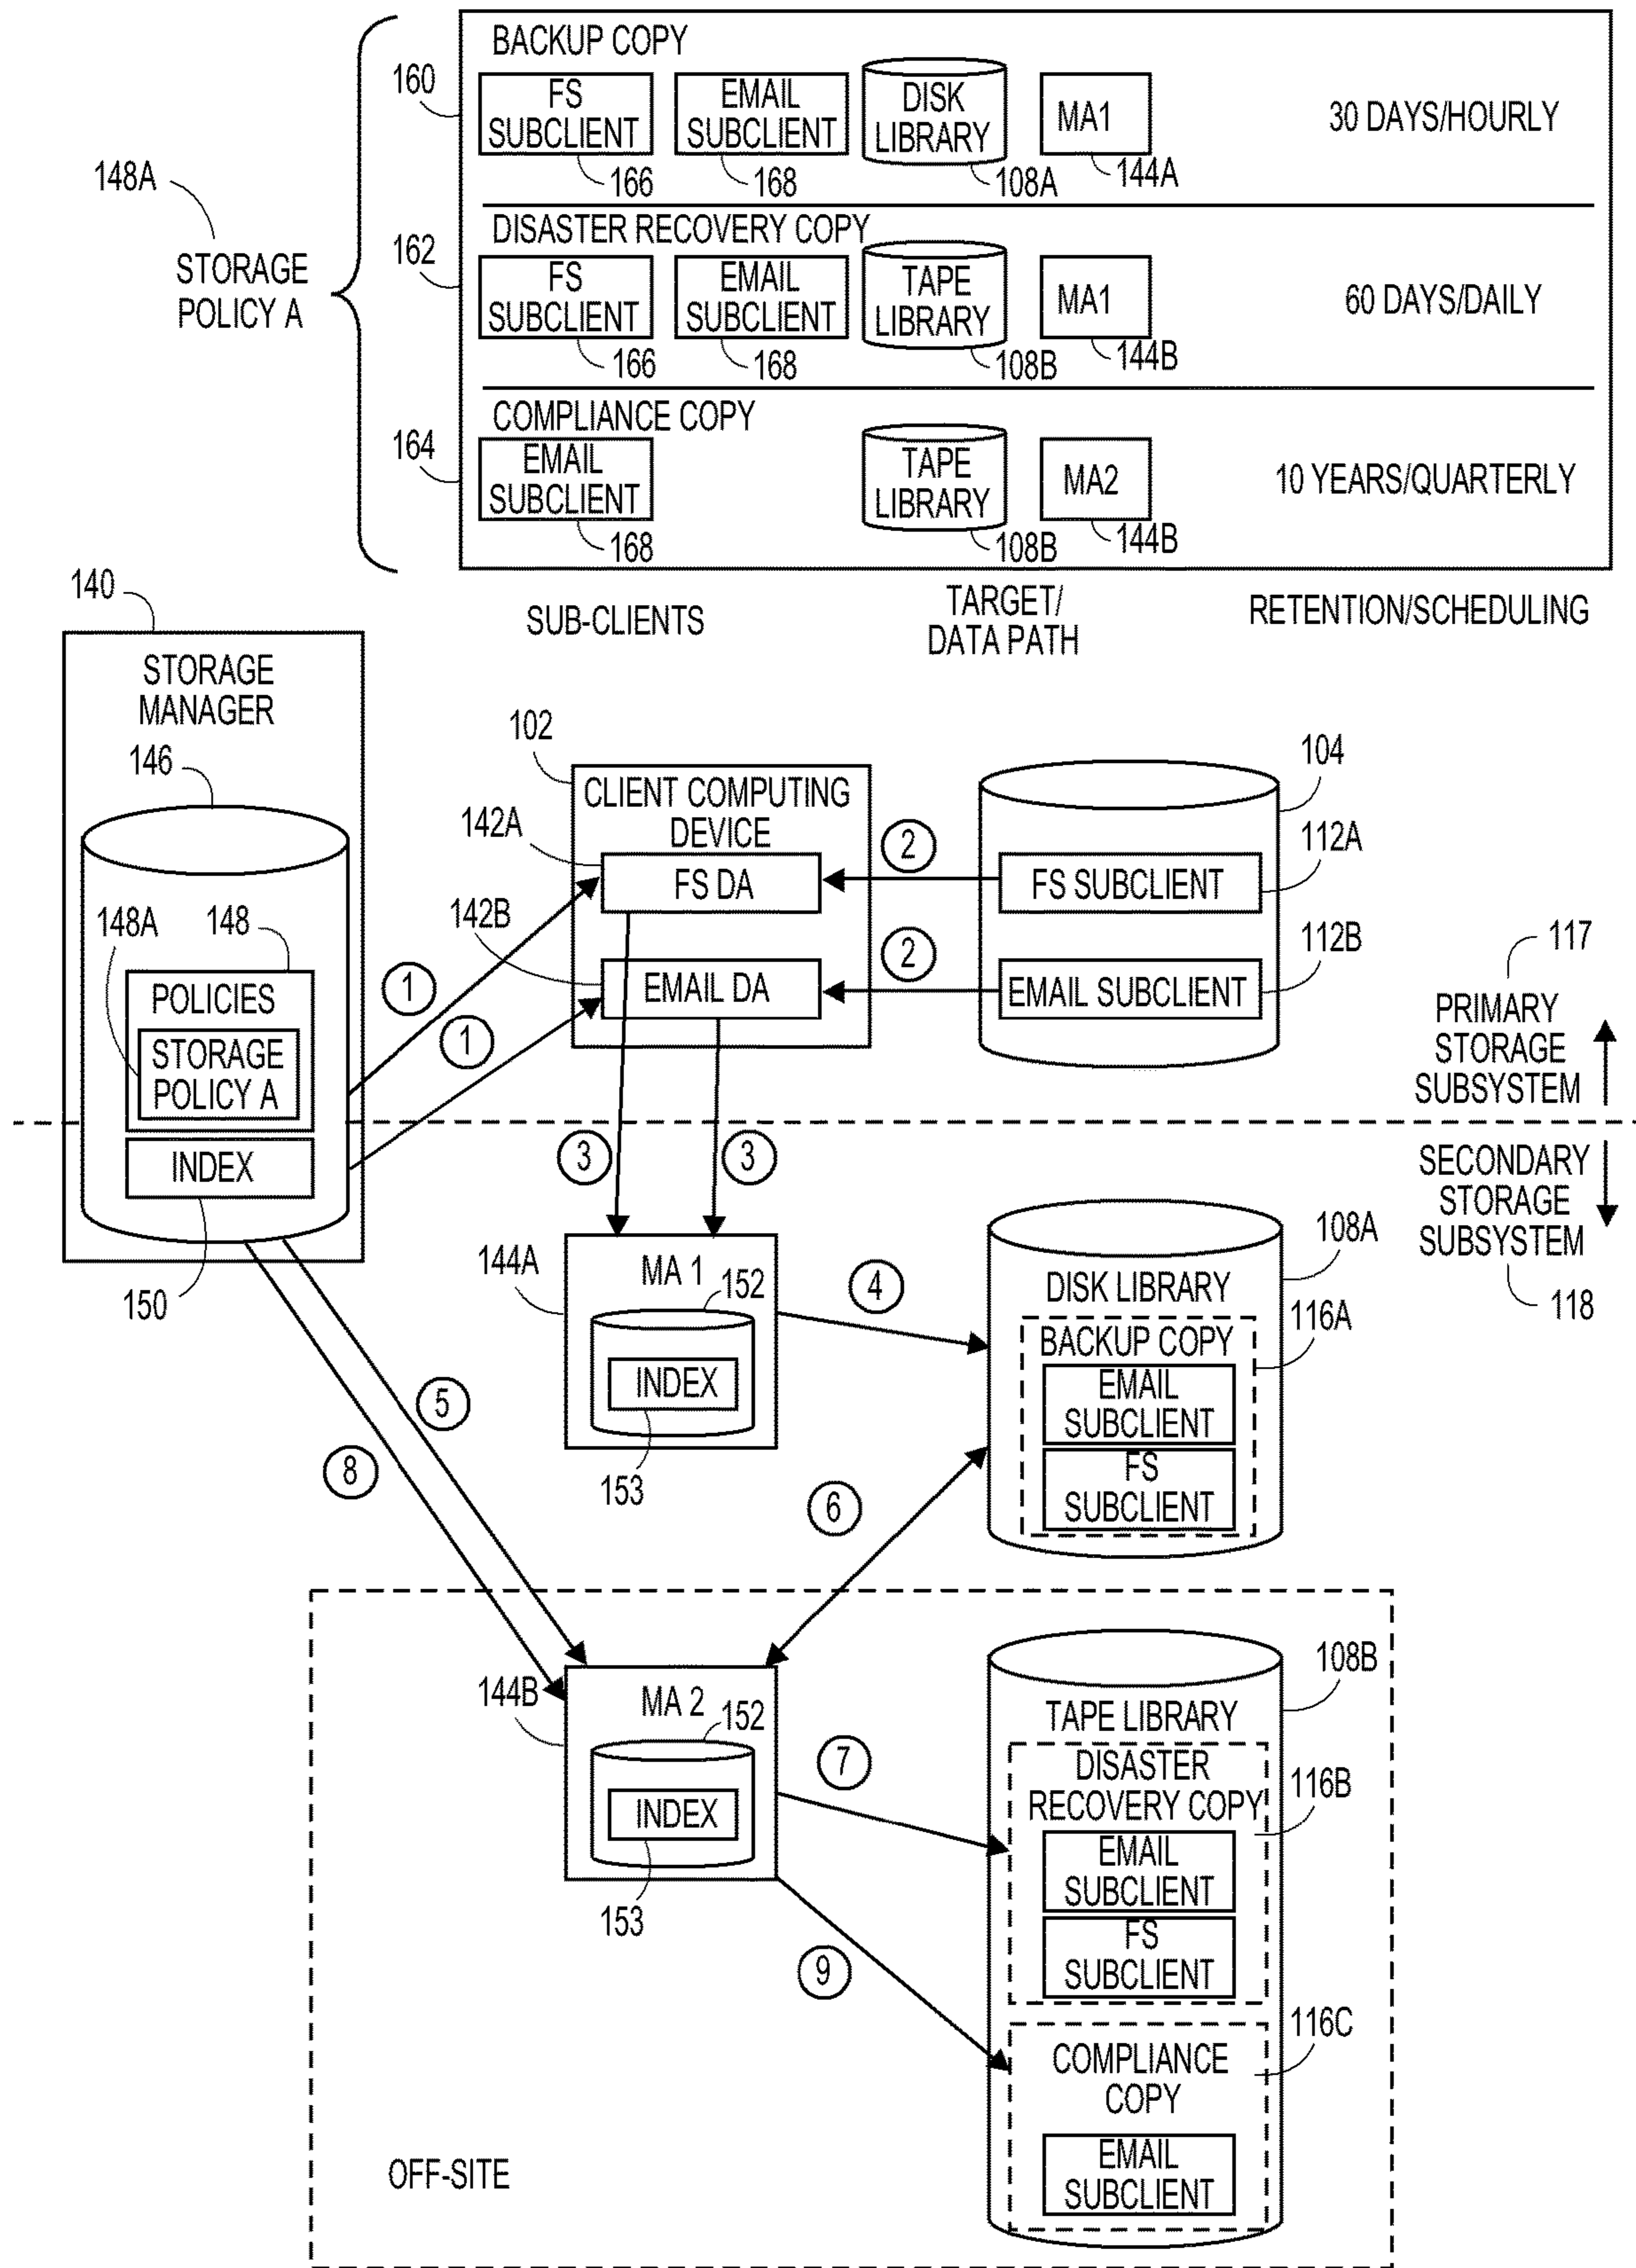 BACKUP COPY
160
FS
SUBCLIENT
166
EMAIL
SUBCLIENT
168
DISK
LIBRARY
108A
MA1
144A
30 DAYS/HOURLY
148A
STORAGE
POLICY A
DISASTER RECOVERY COPY
162
FS
SUBCLIENT
166
EMAIL
SUBCLIENT
168
TAPE
LIBRARY
108B
MA1
144B
60 DAYS/DAILY
COMPLIANCE COPY
164
EMAIL
SUBCLIENT
168
TAPE
LIBRARY
108B
MA2
144B
10 YEARS/QUARTERLY
SUB-CLIENTS
TARGET/
DATA PATH
RETENTION/SCHEDULING
140
STORAGE
MANAGER
146
148A
148
POLICIES
STORAGE
POLICY A
INDEX
150
102
CLIENT COMPUTING
DEVICE
142A
FS DA
142B
EMAIL DA
104
2
FS SUBCLIENT
112A
2
EMAIL SUBCLIENT
112B
1
1
117
PRIMARY
STORAGE
SUBSYSTEM
SECONDARY
STORAGE
SUBSYSTEM
118
3
3
144A
MA 1
152
INDEX
153
4
108A
DISK LIBRARY
BACKUP COPY
116A
EMAIL
SUBCLIENT
FS
SUBCLIENT
5
8
6
144B
MA 2
152
INDEX
153
7
9
108B
TAPE LIBRARY
DISASTER
RECOVERY COPY
116B
EMAIL
SUBCLIENT
FS
SUBCLIENT
116C
COMPLIANCE
COPY
EMAIL
SUBCLIENT
OFF-SITE